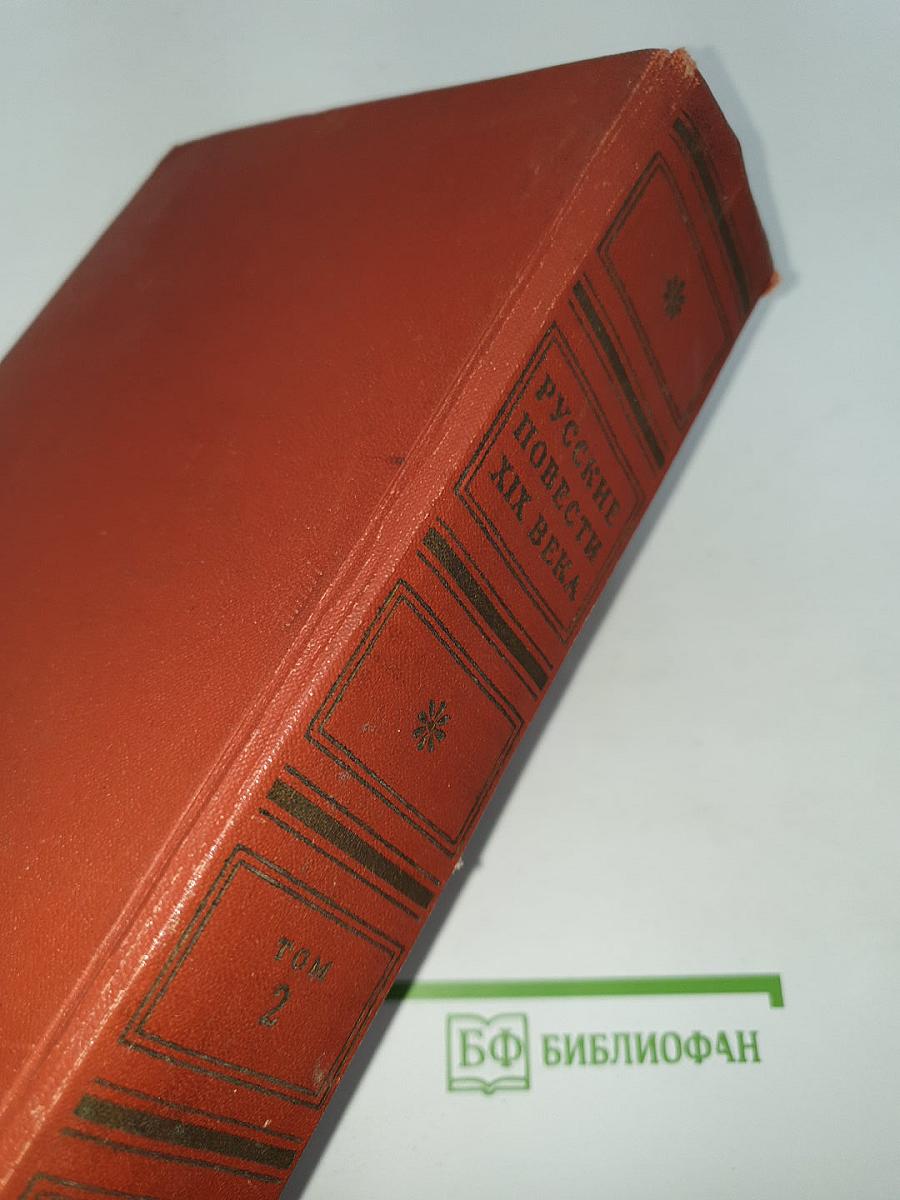 РУССКИЕ
ПОВЕСТИ
XIX ВЕКА
ТОМ
2
БФ БИБЛИОФАН